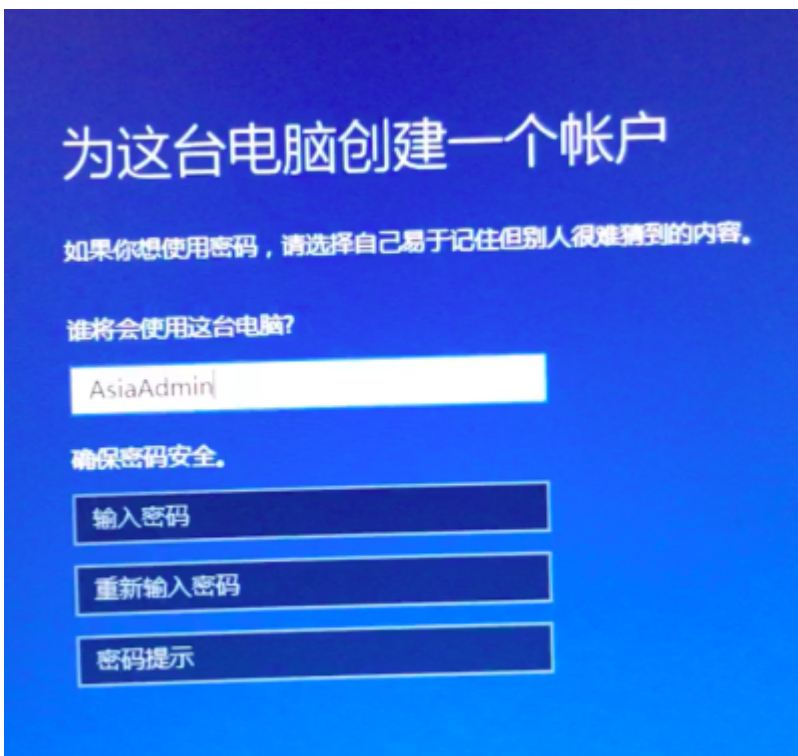 为这台电脑创建一个帐户
如果你想使用密码，请选择自己易于记住但别人很难猜到的内容。
谁将会使用这台电脑?
AsiaAdmin
确保密码安全。
输入密码
重新输入密码
密码提示